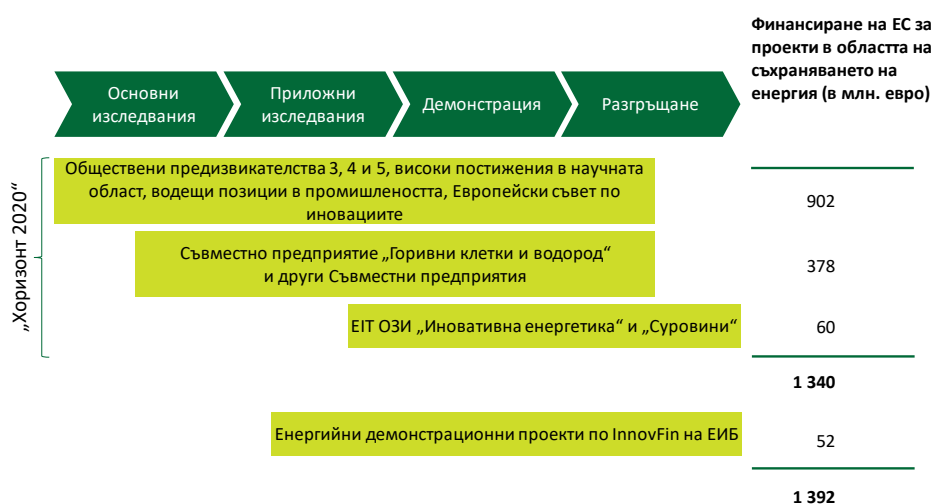 Финансиране на ЕС за
проекти в областта на
съхраняването на
енергия (в млн. евро)
Основни
изследвания
Приложни
изследвания
Демонстрация
Разгръщане
„Хоризонт 2020“
Обществени предизвикателства 3, 4 и 5, високи постижения в научната
област, водещи позиции в промишлеността, Европейски съвет по
иновациите
902
Съвместно предприятие „Горивни клетки и водород“
и други Съвместни предприятия
378
EIT ОЗИ „Иновативна енергетика“ и „Суровини“
60
1 340
Енергийни демонстрационни проекти по InnovFin на ЕИБ
52
1 392